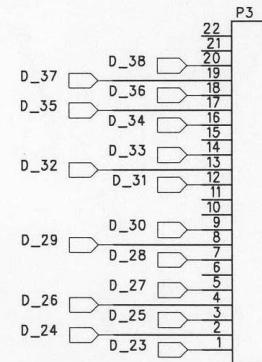 P3
22
21
D_38 20
D_37 19
D_36 18
D_35 17
D_34 16
15
D_33 14
D_32 13
D_31 12
11
10
D_30 9
D_29 8
D_28 7
6
D_27 5
D_26 4
D_25 3
D_24 2
D_23 1